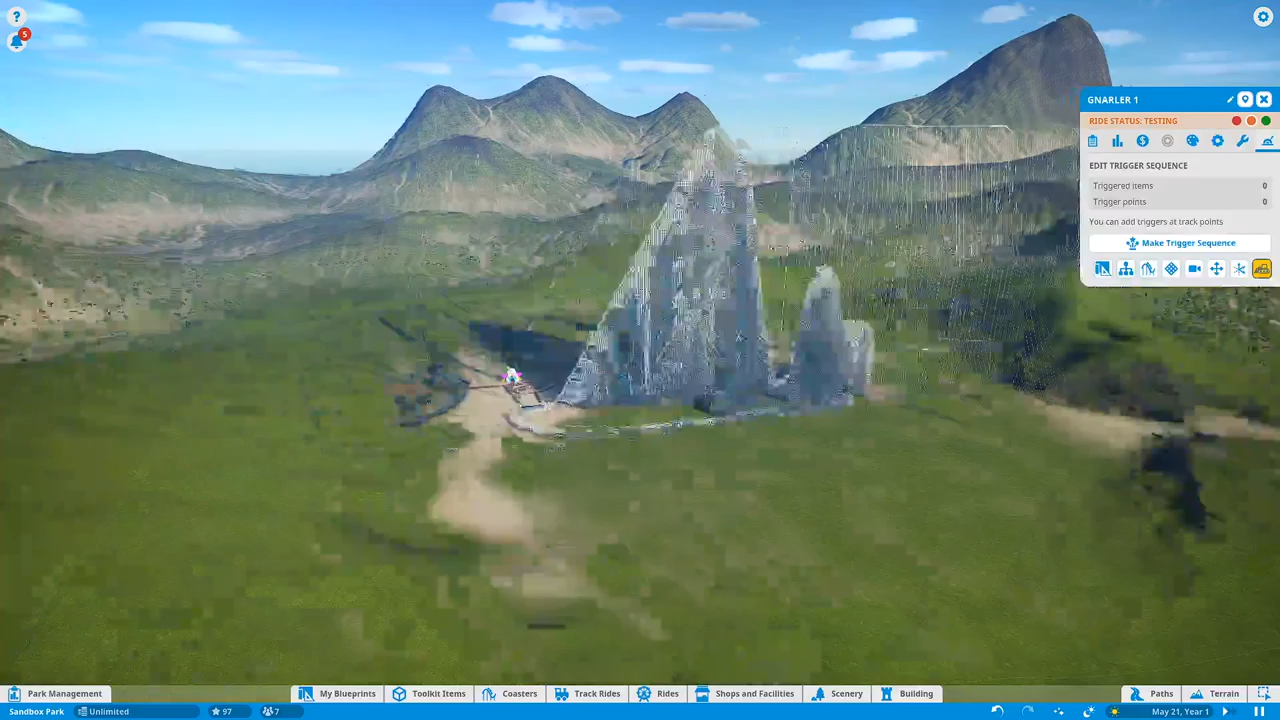 ?
5
GNARLER 1
RIDE STATUS: TESTING
EDIT TRIGGER SEQUENCE
Triggered items 0
Trigger points 0
You can add triggers at track points
Make Trigger Sequence
Park Management
My Blueprints
Toolkit Items
Coasters
Track Rides
Rides
Shops and Facilities
Scenery
Building
Paths
Terrain
Sandbox Park
Unlimited
97
7
May 21, Year 1